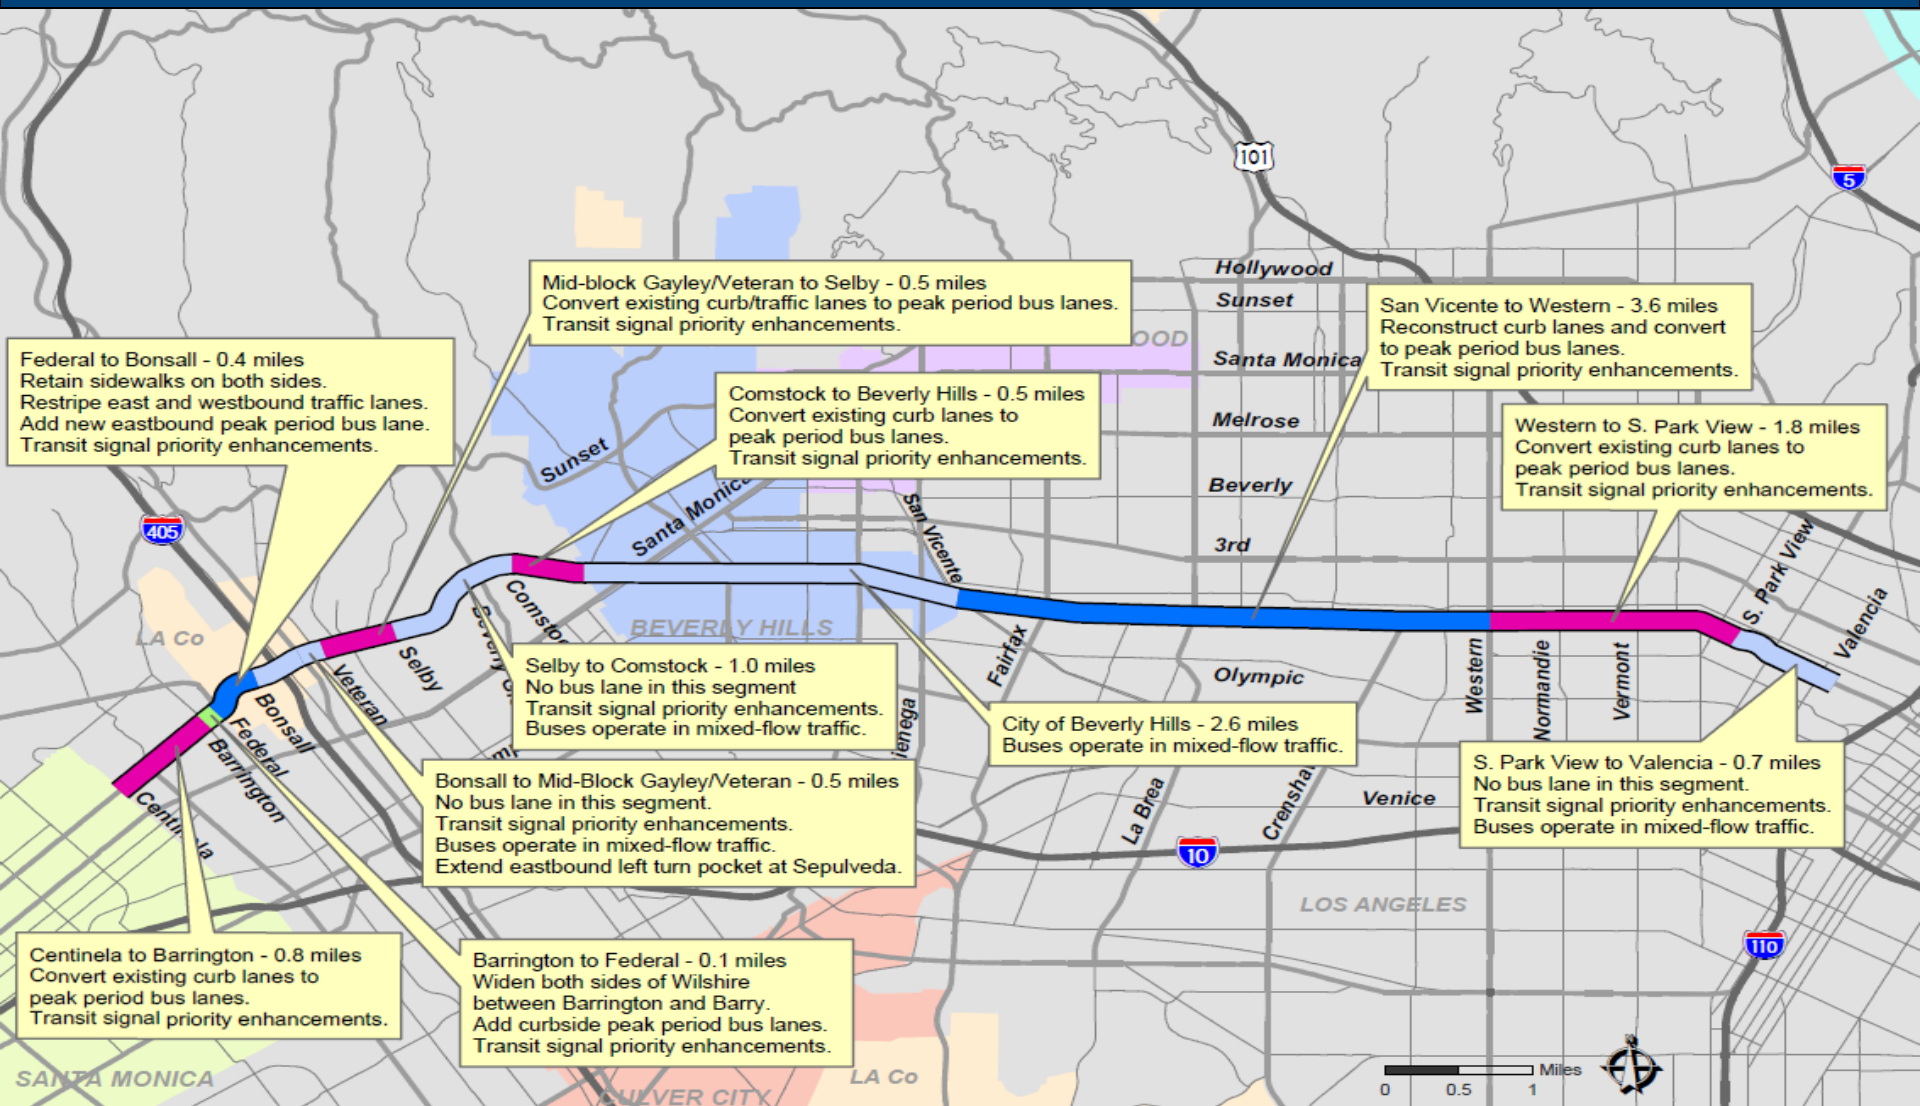 101
5
Hollywood
Sunset
OOD
Santa Monica
Melrose
Beverly
3rd
Mid-block Gayley/Veteran to Selby - 0.5 miles
Convert existing curb/traffic lanes to peak period bus lanes.
Transit signal priority enhancements.
San Vicente to Western - 3.6 miles
Reconstruct curb lanes and convert
to peak period bus lanes.
Transit signal priority enhancements.
Federal to Bonsall - 0.4 miles
Retain sidewalks on both sides.
Restripe east and westbound traffic lanes.
Add new eastbound peak period bus lane.
Transit signal priority enhancements.
Comstock to Beverly Hills - 0.5 miles
Convert existing curb lanes to
peak period bus lanes.
Transit signal priority enhancements.
Western to S. Park View - 1.8 miles
Convert existing curb lanes to
peak period bus lanes.
Transit signal priority enhancements.
Sunset
Santa Monica
San Vicente
405
S. Park View
Valencia
LA Co
BEVERLY HILLS
Comstoc
Beverly G
Selby
Veteran
Bonsall
Federal
Barrington
Centinela
Fairfax
Olympic
Western
Normandie
Vermont
ienega
La Brea
Crensha
Venice
Selby to Comstock - 1.0 miles
No bus lane in this segment
Transit signal priority enhancements.
Buses operate in mixed-flow traffic.
City of Beverly Hills - 2.6 miles
Buses operate in mixed-flow traffic.
S. Park View to Valencia - 0.7 miles
No bus lane in this segment.
Transit signal priority enhancements.
Buses operate in mixed-flow traffic.
Bonsall to Mid-Block Gayley/Veteran - 0.5 miles
No bus lane in this segment.
Transit signal priority enhancements.
Buses operate in mixed-flow traffic.
Extend eastbound left turn pocket at Sepulveda.
10
LOS ANGELES
110
Centinela to Barrington - 0.8 miles
Convert existing curb lanes to
peak period bus lanes.
Transit signal priority enhancements.
Barrington to Federal - 0.1 miles
Widen both sides of Wilshire
between Barrington and Barry.
Add curbside peak period bus lanes.
Transit signal priority enhancements.
SANTA MONICA
CULVER CITY
LA Co
Miles
0 0.5 1